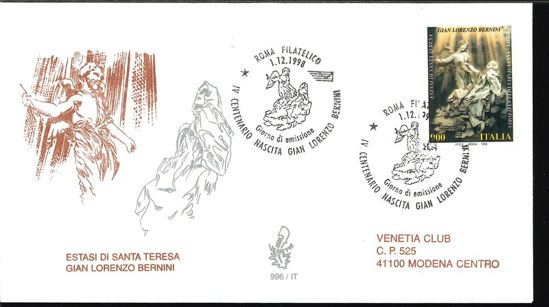 ROMA FILATELICO
1.12.1998
Giorno di emissione
IV CENTENARIO NASCITA GIAN LORENZO BERNINI
GIAN LORENZO BERNINI
900 ITALIA
ROMA FILA
1.12.199
Giorno di emissione
IV CENTENARIO NASCITA GIAN LORENZO BERNINI
ESTASI DI SANTA TERESA
GIAN LORENZO BERNINI
996 / IT
VENETIA CLUB
C. P. 525
41100 MODENA CENTRO